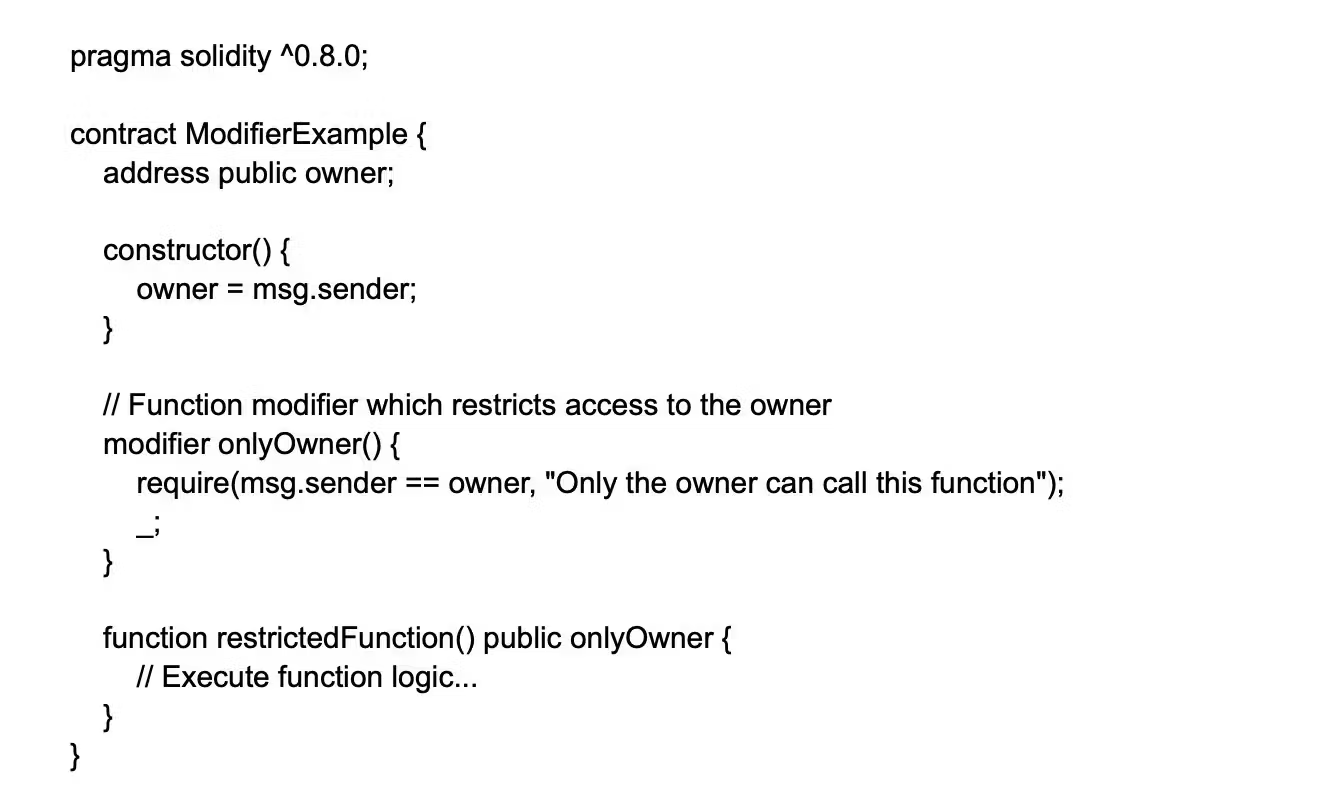 pragma solidity ^0.8.0;
contract ModifierExample {
address public owner;
constructor() {
owner = msg.sender;
}
// Function modifier which restricts access to the owner
modifier onlyOwner() {
require(msg.sender == owner, "Only the owner can call this function");
_;
}
function restrictedFunction() public onlyOwner {
// Execute function logic...
}
}